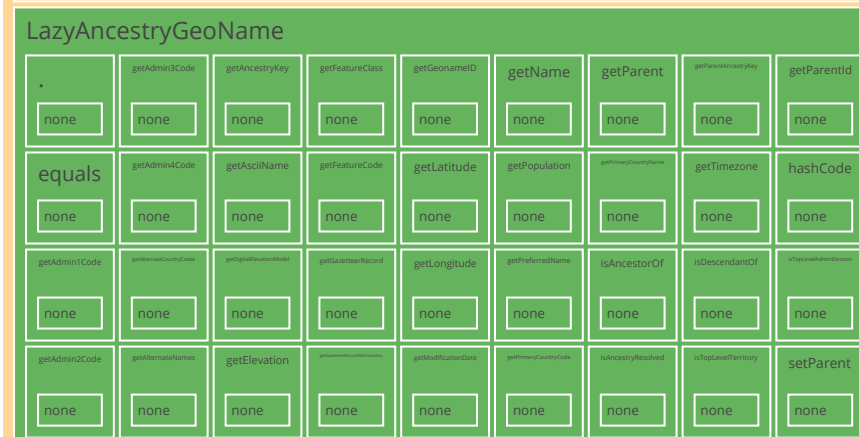 LazyAncestryGeoName
. getAdmin3Code getAncestryKey getFeatureClass getGeonameID getName getParent getParentAncestryKey getParentId
none none none none none none none none none
equals getAdmin4Code getAsciiName getFeatureCode getLatitude getPopulation getPrimaryCountryName getTimezone hashCode
none none none none none none none none none
getAdmin1Code getAlternateCountryCodes getDigitalElevationModel getGazetteerRecord getLongitude getPreferredName isAncestorOf isDescendantOf isTopLevelAdminDivision
none none none none none none none none none
getAdmin2Code getAlternateNames getElevation getGazetteerRecordWithAncestry getModificationDate getPrimaryCountryCode isAncestryResolved isTopLevelTerritory setParent
none none none none none none none none none